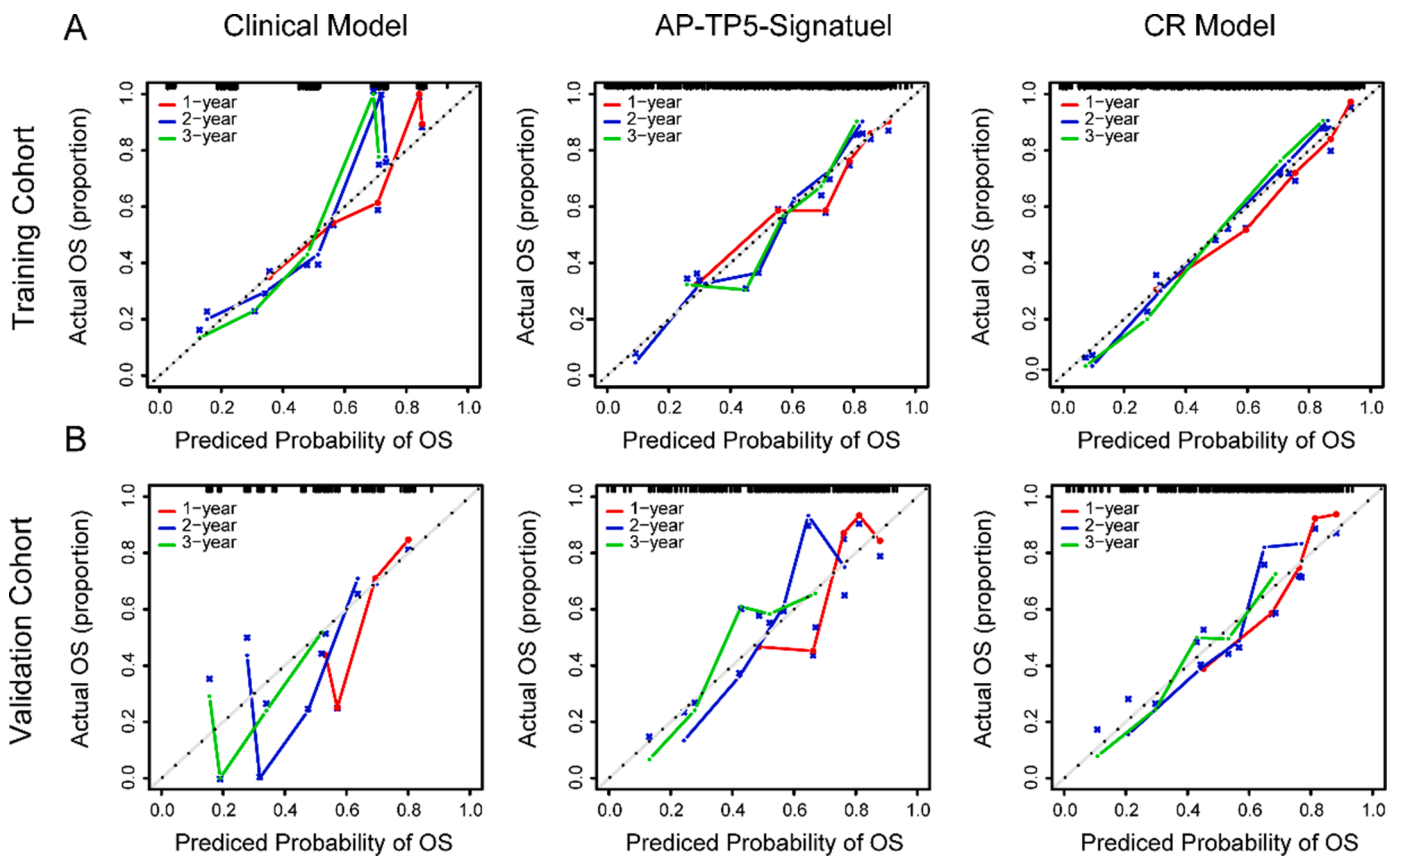 A
Clinical Model
AP-TP5-Signatuel
CR Model
Training Cohort
Actual OS (proportion)
1.0
0.8
0.6
0.4
0.2
0.0
1-year
2-year
3-year
0.0 0.2 0.4 0.6 0.8 1.0
Prediced Probability of OS
Actual OS (proportion)
1.0
0.8
0.6
0.4
0.2
0.0
1-year
2-year
3-year
0.0 0.2 0.4 0.6 0.8 1.0
Prediced Probability of OS
Actual OS (proportion)
1.0
0.8
0.6
0.4
0.2
0.0
1-year
2-year
3-year
0.0 0.2 0.4 0.6 0.8 1.0
Prediced Probability of OS
B
Validation Cohort
Actual OS (proportion)
1.0
0.8
0.6
0.4
0.2
0.0
1-year
2-year
3-year
0.0 0.2 0.4 0.6 0.8 1.0
Prediced Probability of OS
Actual OS (proportion)
1.0
0.8
0.6
0.4
0.2
0.0
1-year
2-year
3-year
0.0 0.2 0.4 0.6 0.8 1.0
Prediced Probability of OS
Actual OS (proportion)
1.0
0.8
0.6
0.4
0.2
0.0
1-year
2-year
3-year
0.0 0.2 0.4 0.6 0.8 1.0
Prediced Probability of OS